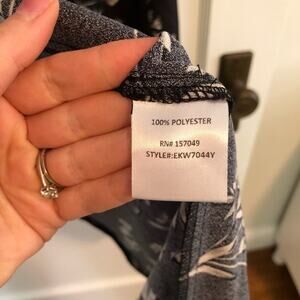 100% POLYESTER
RN# 157049
STYLE#:EKW7044Y